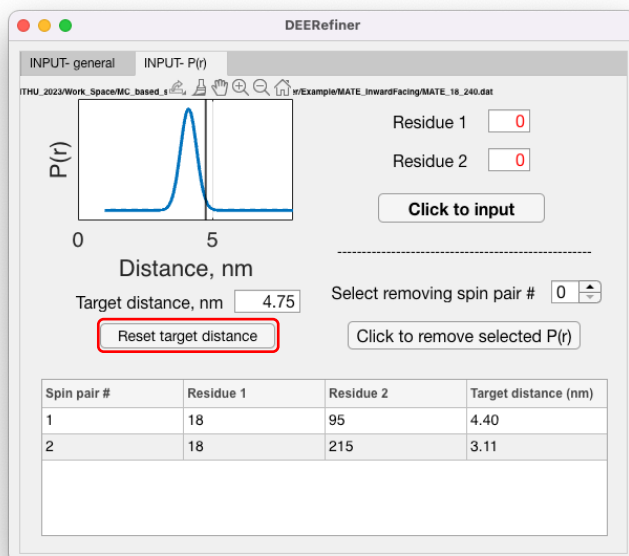 DEERefiner
INPUT- general INPUT- P(r)
ITHU_2023/Work_Space/MC_based_s er/Example/MATE_InwardFacing/MATE_18_240.dat
P(r)
0 5
Distance, nm
Target distance, nm 4.75
Reset target distance
Residue 1 0
Residue 2 0
Click to input
Select removing spin pair # 0
Click to remove selected P(r)
Spin pair # Residue 1 Residue 2 Target distance (nm)
1 18 95 4.40
2 18 215 3.11